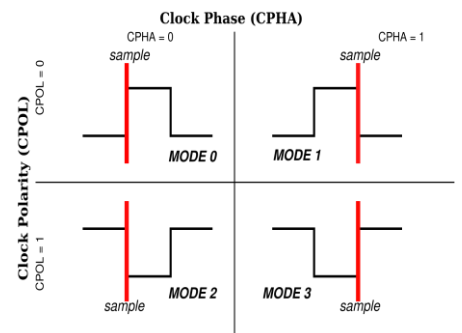 Clock Phase (CPHA)
CPHA = 0
CPHA = 1
sample
sample
Clock Polarity (CPOL)
CPOL = 0
MODE 0
MODE 1
CPOL = 1
MODE 2
MODE 3
sample
sample